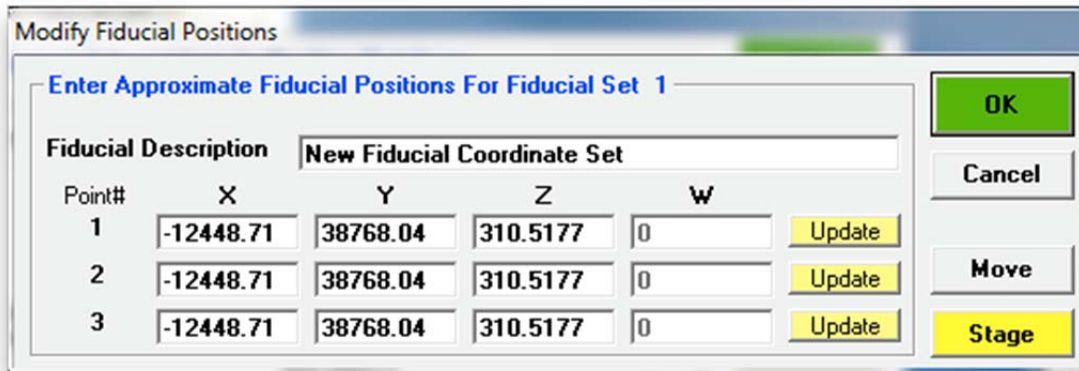 Modify Fiducial Positions
Enter Approximate Fiducial Positions For Fiducial Set 1
OK
Fiducial Description New Fiducial Coordinate Set
Cancel
Point# X Y Z W
1 -12448.71 38768.04 310.5177 0 Update
2 -12448.71 38768.04 310.5177 0 Update
Move
3 -12448.71 38768.04 310.5177 0 Update
Stage